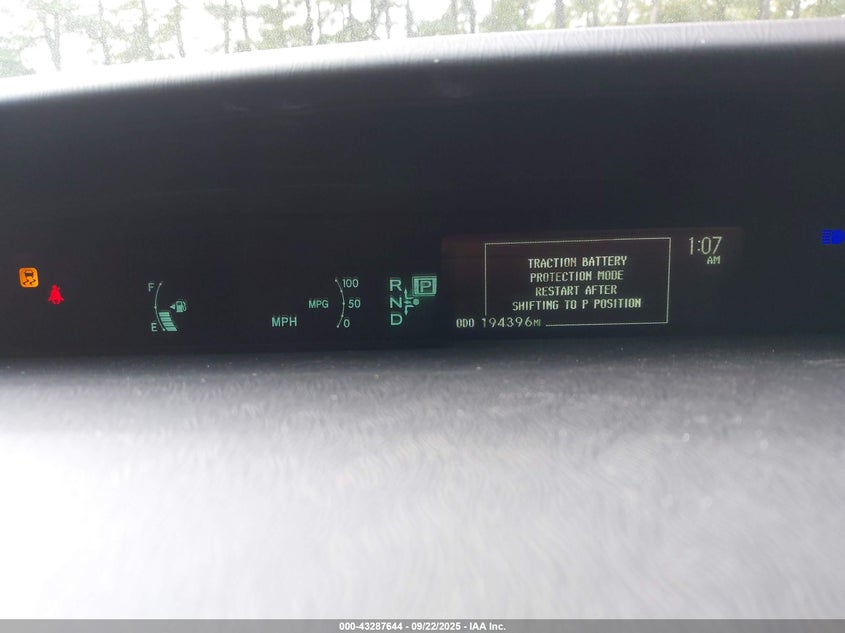 1:07
AM
TRACTION BATTERY
PROTECTION MODE
RESTART AFTER
SHIFTING TO P POSITION
ODO 194396MI
F
E
MPH
MPG
100
50
0
R
P
N
D
000-43287644 - 09/22/2025 - IAA Inc.